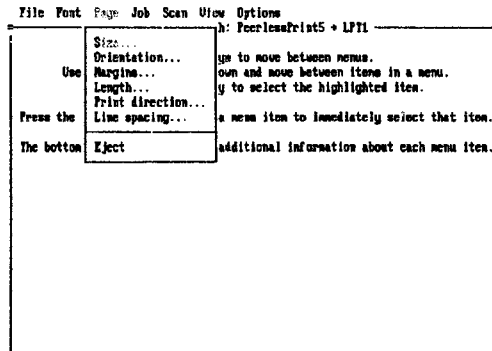 File Font Page Job Scan View Options
h: PeerlessPrint5 + LPT1
Size...
Orientation... ys to move between menus.
Use Margins... own and move between items in a menu.
Length... y to select the highlighted item.
Print direction...
Press the Line spacing... a menu item to immediately select that item.
The bottom Eject additional information about each menu item.